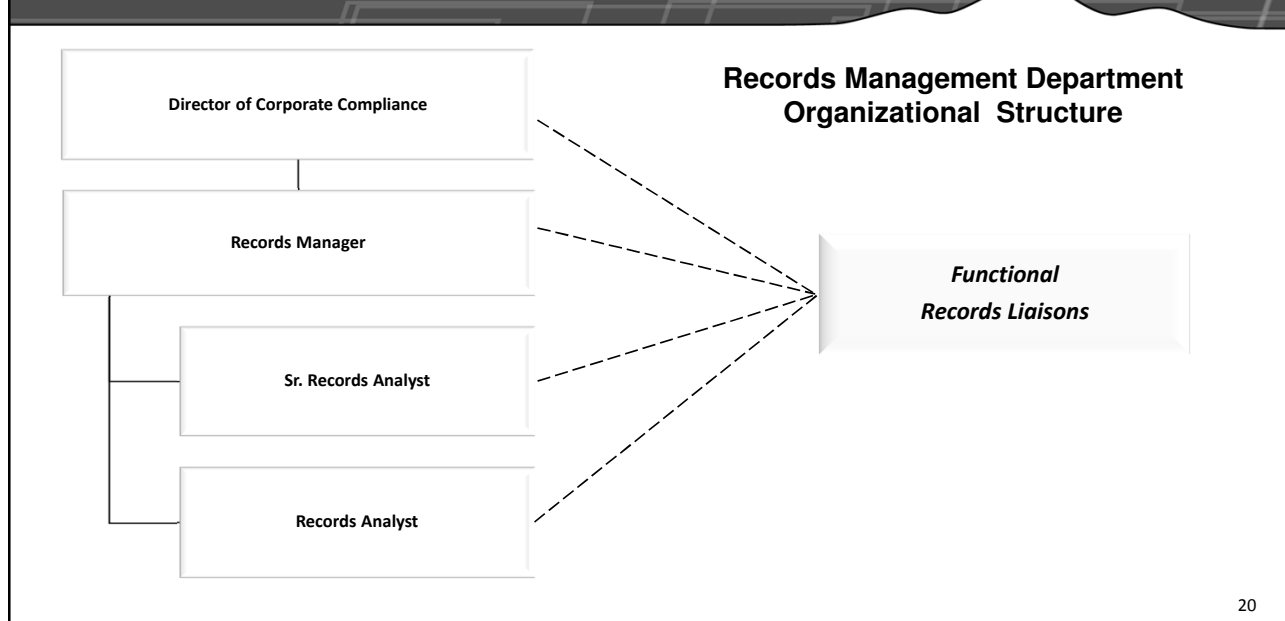 Records Management Department
Organizational Structure
Director of Corporate Compliance
Records Manager
Functional
Records Liaisons
Sr. Records Analyst
Records Analyst
20